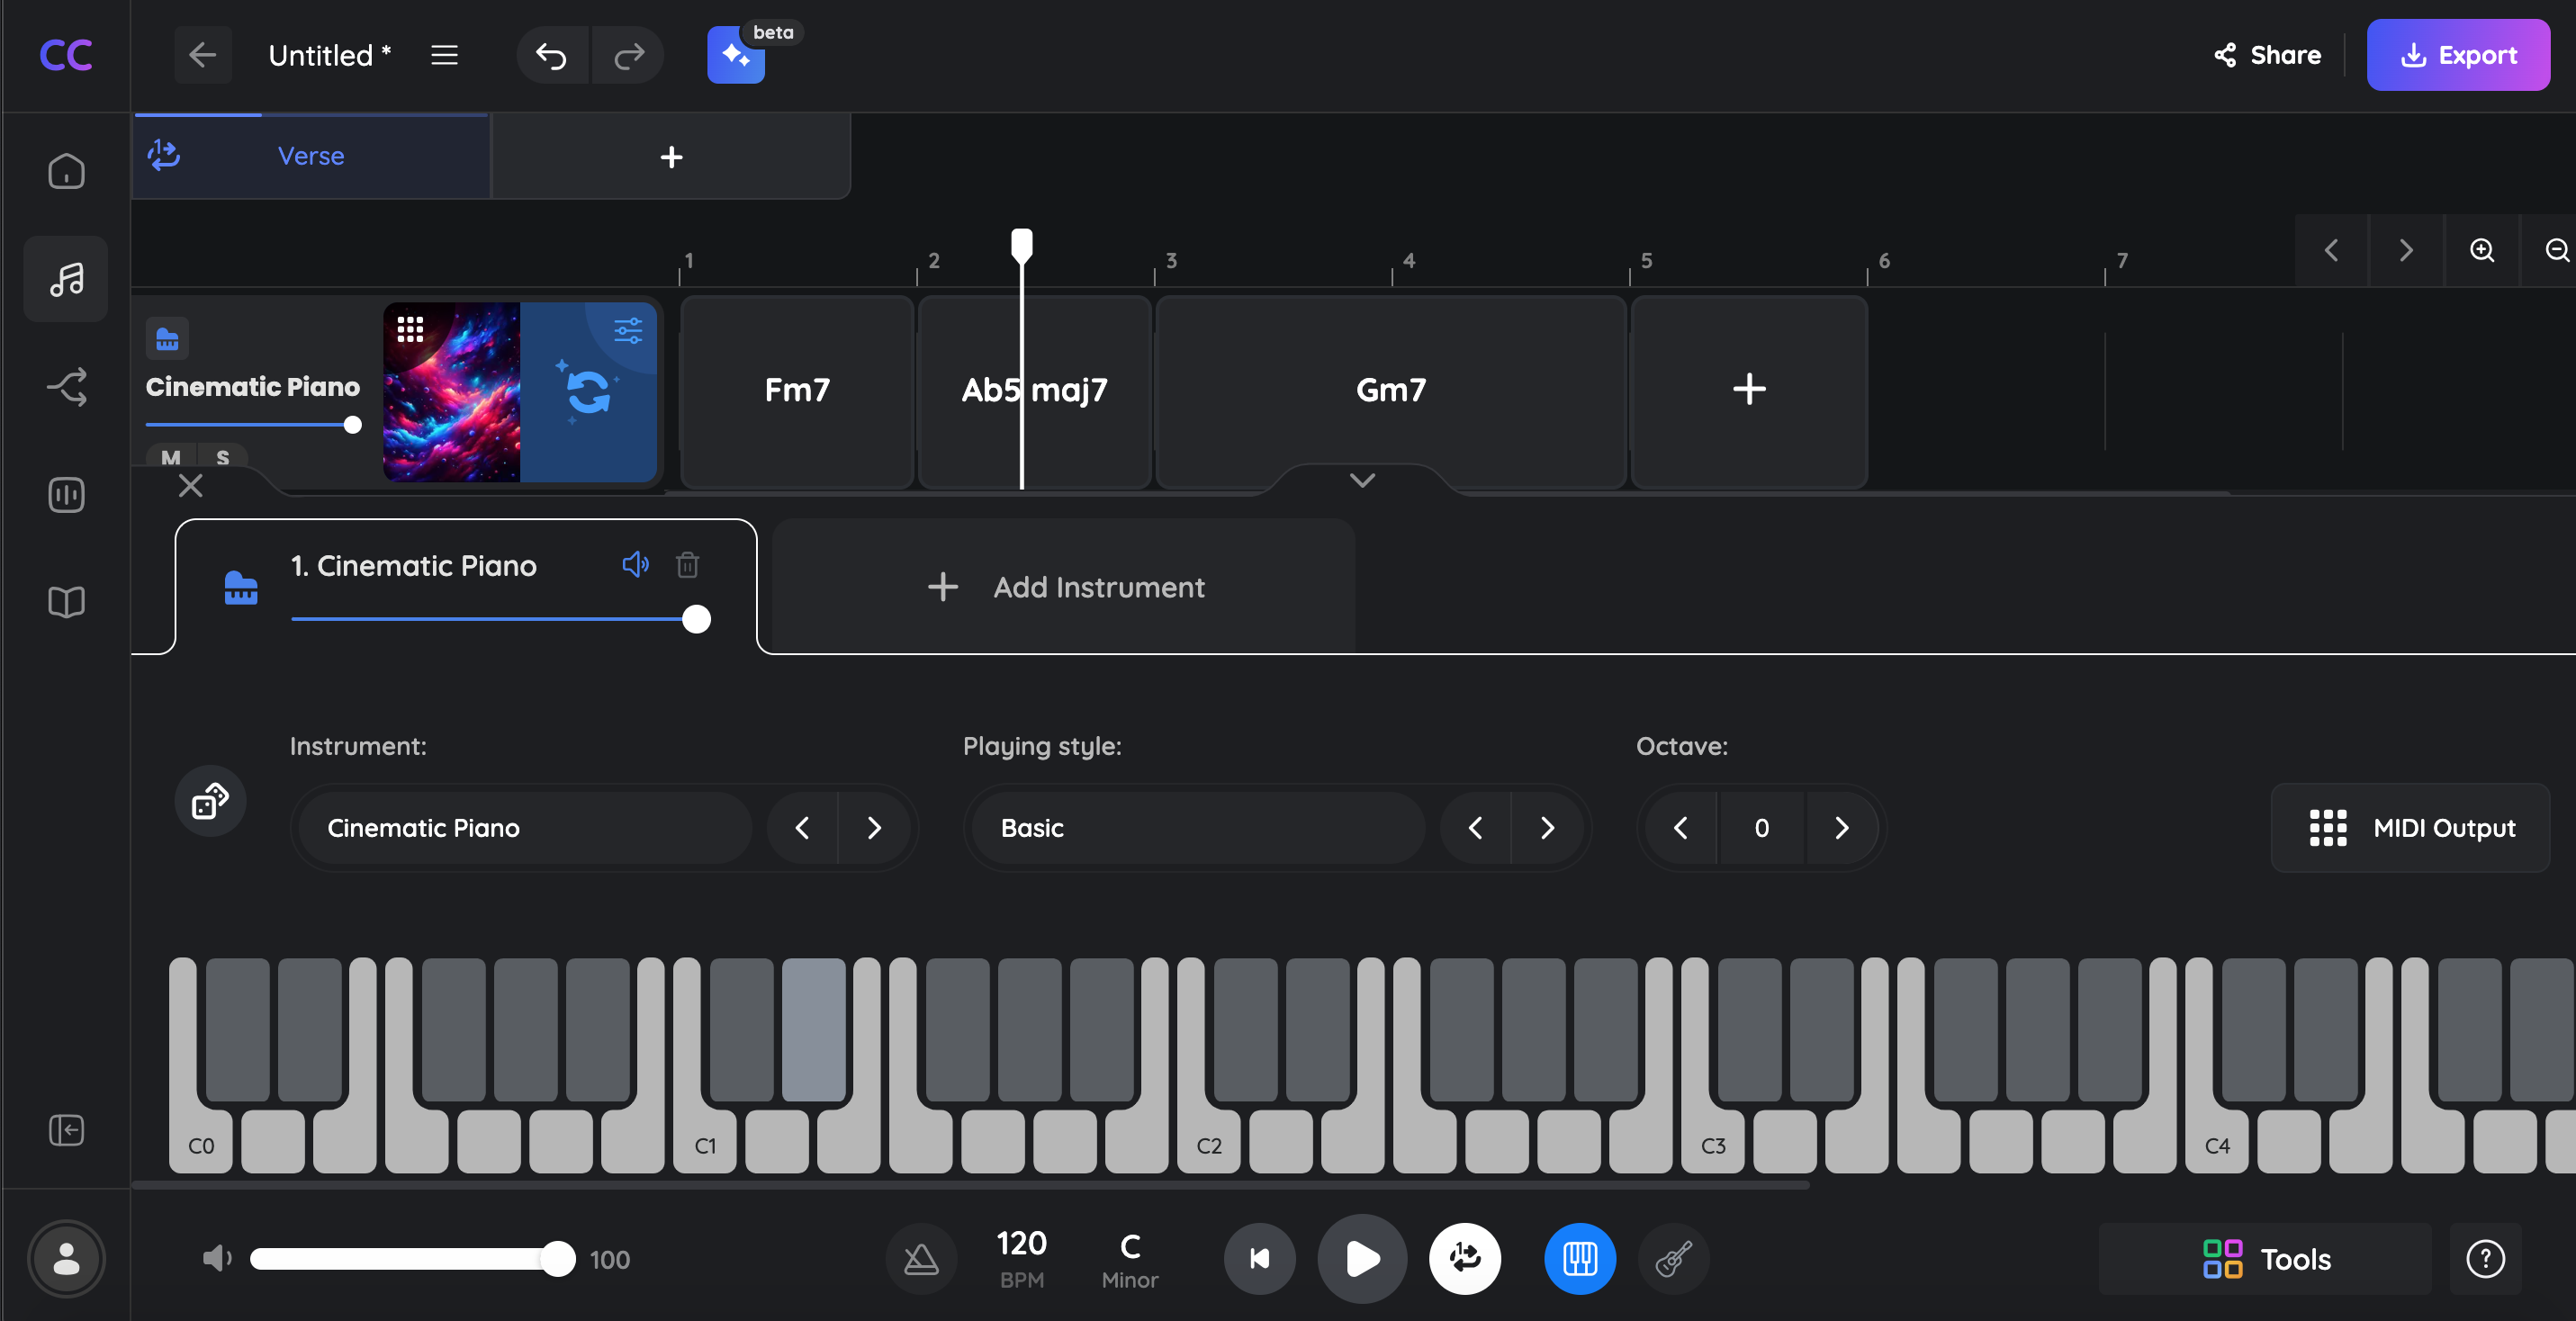 CC
Untitled *
beta
Share
Export
Verse
1 2 3 4 5 6 7
Cinematic Piano
M S
Fm7
Ab5 maj7
Gm7
1. Cinematic Piano
Add Instrument
Instrument:
Playing style:
Octave:
Cinematic Piano
Basic
0
MIDI Output
C0 C1 C2 C3 C4
100
120
BPM
C
Minor
Tools